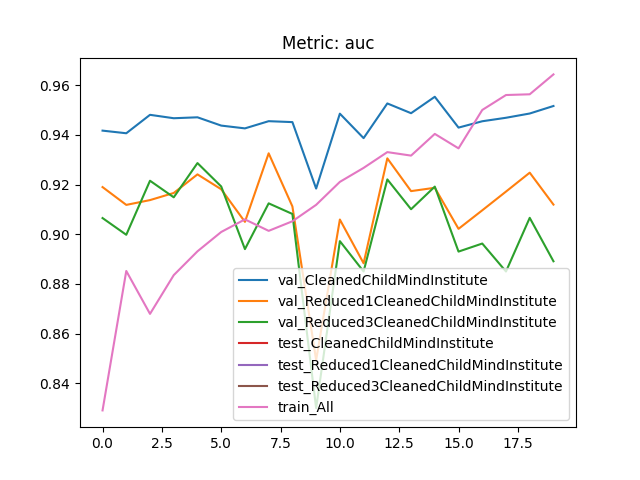 Metric: auc
0.96
0.94
0.92
0.90
0.88
0.86
0.84
val_CleanedChildMindInstitute
val_Reduced1CleanedChildMindInstitute
val_Reduced3CleanedChildMindInstitute
test_CleanedChildMindInstitute
test_Reduced1CleanedChildMindInstitute
test_Reduced3CleanedChildMindInstitute
train_All
0.0 2.5 5.0 7.5 10.0 12.5 15.0 17.5